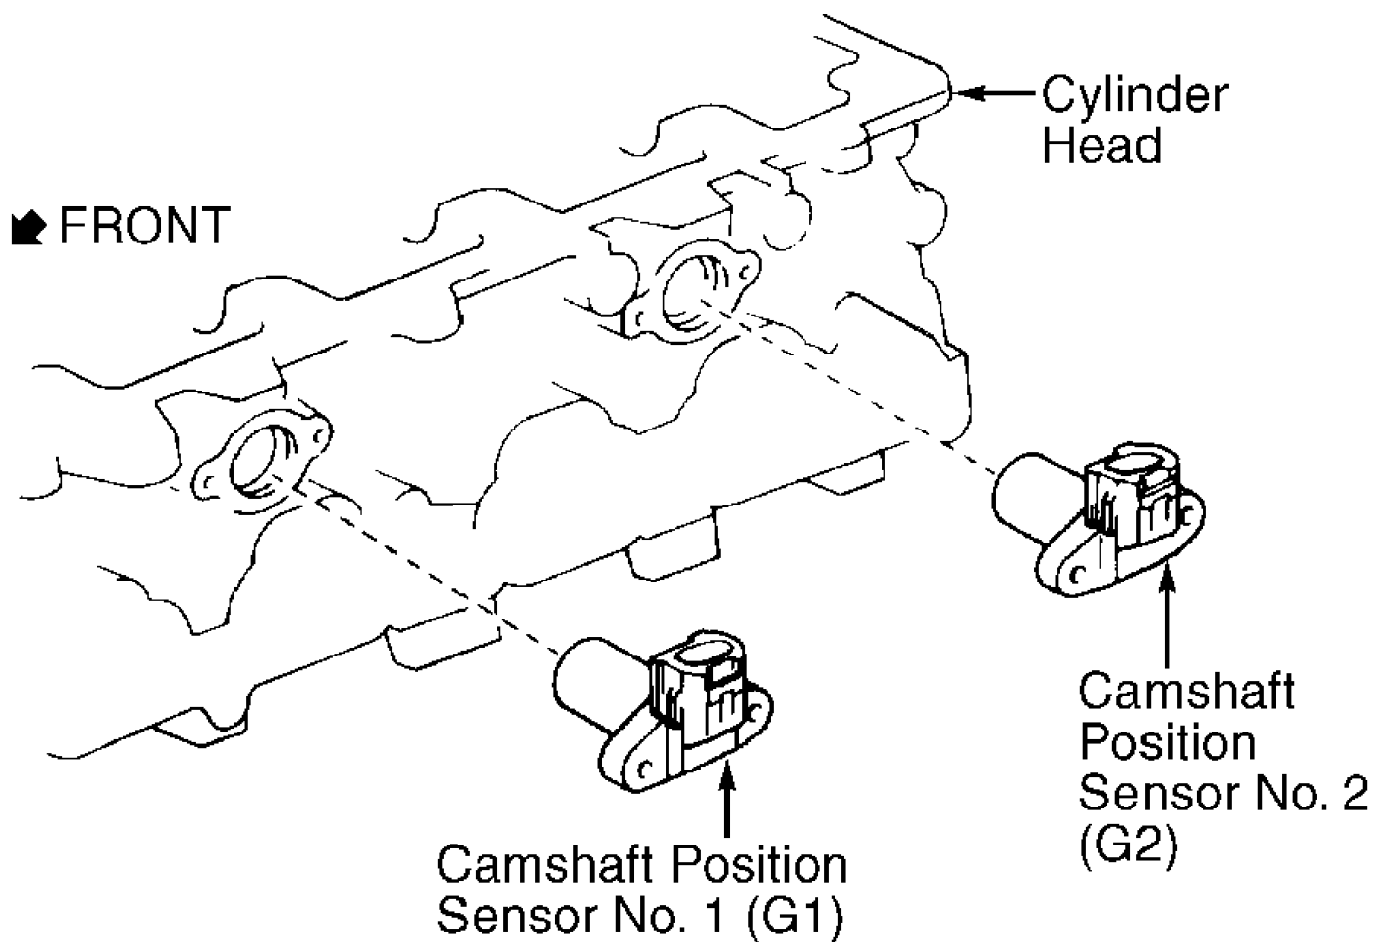 Cylinder
Head
FRONT
Camshaft
Position
Sensor No. 2
(G2)
Camshaft Position
Sensor No. 1 (G1)